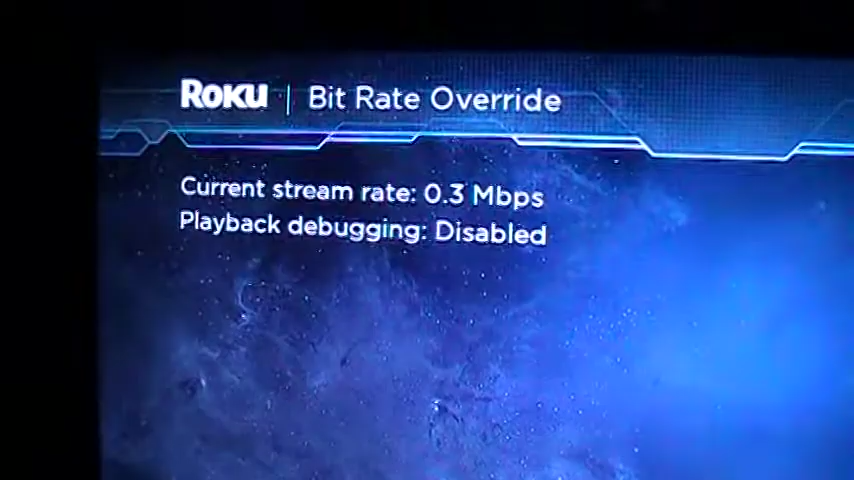 Roku | Bit Rate Override
Current stream rate: 0.3 Mbps
Playback debugging: Disabled